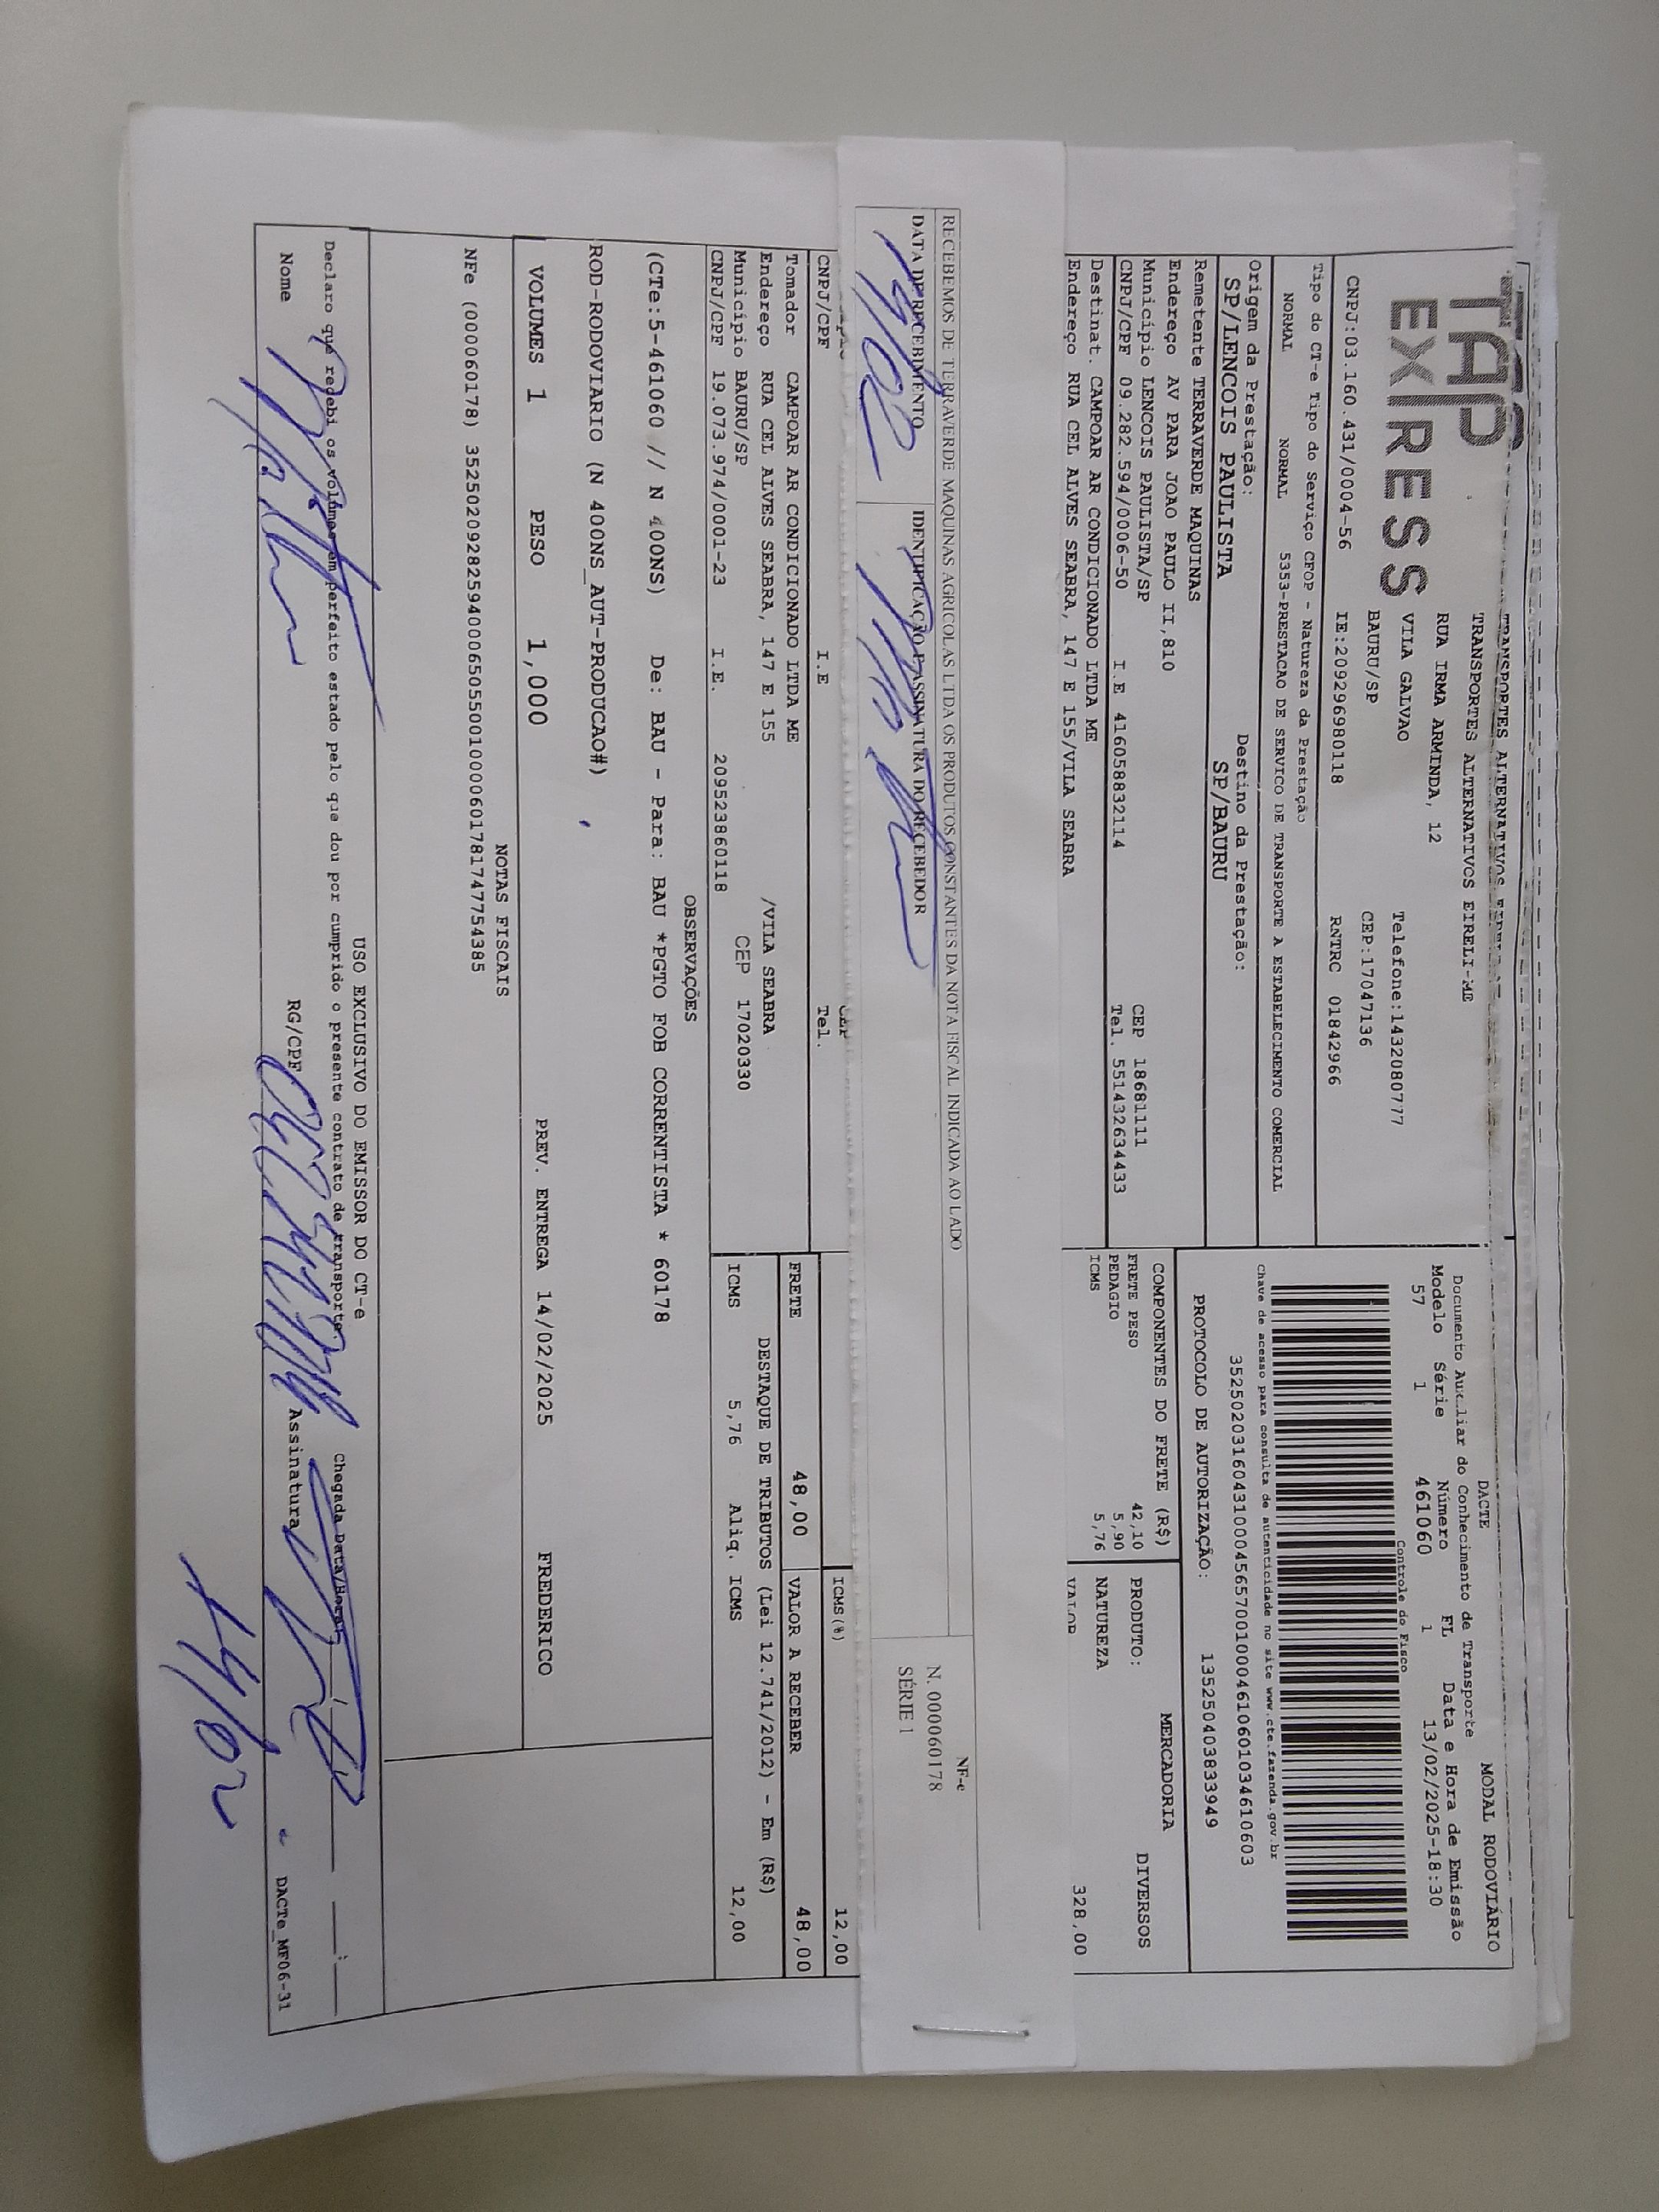 TAP
EXPRESS
TRANSPORTES ALTERNATIVOS EIRELI-ME
RUA IRMA ARMINDA, 12
VILA GALVAO
Telefone:1432080777
BAURU/SP
CEP:17047136
CNPJ:03.160.431/0004-56
IE:209296980118
RNTRC 01842966
DACTE
MODAL RODOVIÁRIO
Documento Auxiliar do Conhecimento de Transporte
Modelo Série Número FL Data e Hora de Emissão
57 1 461060 1 13/02/2025-18:30
Controle do Fisco
Chave de acesso para consulta de autenticidade no site www.cte.fazenda.gov.br
35250203160431000456570010004610601034610603
PROTOCOLO DE AUTORIZAÇÃO: 135250403833949
Tipo do CT-e Tipo do Serviço CFOP - Natureza da Prestação
NORMAL NORMAL 5353-PRESTACAO DE SERVICO DE TRANSPORTE A ESTABELECIMENTO COMERCIAL
Origem da Prestação: Destino da Prestação:
SP/LENCOIS PAULISTA SP/BAURU
Remetente TERRAVERDE MAQUINAS
Endereço AV PARA JOAO PAULO II,810
Município LENCOIS PAULISTA/SP CEP 18681111
CNPJ/CPF 09.282.594/0006-50 I.E 416058832114 Tel. 551432634433
Destinat. CAMPOAR AR CONDICIONADO LTDA ME
Endereço RUA CEL ALVES SEABRA, 147 E 155/VILA SEABRA
COMPONENTES DO FRETE (R$)
FRETE PESO 42,10
PEDAGIO 5,90
ICMS 5,76
MERCADORIA
PRODUTO: DIVERSOS
NATUREZA
VALOR 328,00
RECEBEMOS DE TERRAVERDE MAQUINAS AGRICOLAS LTDA OS PRODUTOS CONSTANTES DA NOTA FISCAL INDICADA AO LADO
DATA DE RECEBIMENTO
IDENTIFICAÇÃO E ASSINATURA DO RECEBEDOR
NF-e
N. 000060178
SÉRIE 1
CEP
CNPJ/CPF I.E Tel.
ICMS(%) 12,00
Tomador CAMPOAR AR CONDICIONADO LTDA ME
Endereço RUA CEL ALVES SEABRA, 147 E 155 /VILA SEABRA
Município BAURU/SP CEP 17020330
CNPJ/CPF 19.073.974/0001-23 I.E. 209523860118
FRETE 48,00 VALOR A RECEBER 48,00
DESTAQUE DE TRIBUTOS (Lei 12.741/2012) - Em (R$)
ICMS 5,76 Aliq. ICMS 12,00
OBSERVAÇÕES
(CTe:5-461060 // N 400NS) De: BAU - Para: BAU *PGTO FOB CORRENTISTA * 60178
ROD-RODOVIARIO (N 400NS_AUT-PRODUCAO#)
VOLUMES 1 PESO 1,000 PREV. ENTREGA 14/02/2025 FREDERICO
NOTAS FISCAIS
NFe (000060178) 35250209282594000650550010000601781747754385
USO EXCLUSIVO DO EMISSOR DO CT-e
Declaro que recebi os volumes em perfeito estado pelo que dou por cumprido o presente contrato de transporte.
Chegada Data/Hora:
Nome
RG/CPF
Assinatura
DACTe_MF06-31
14/02